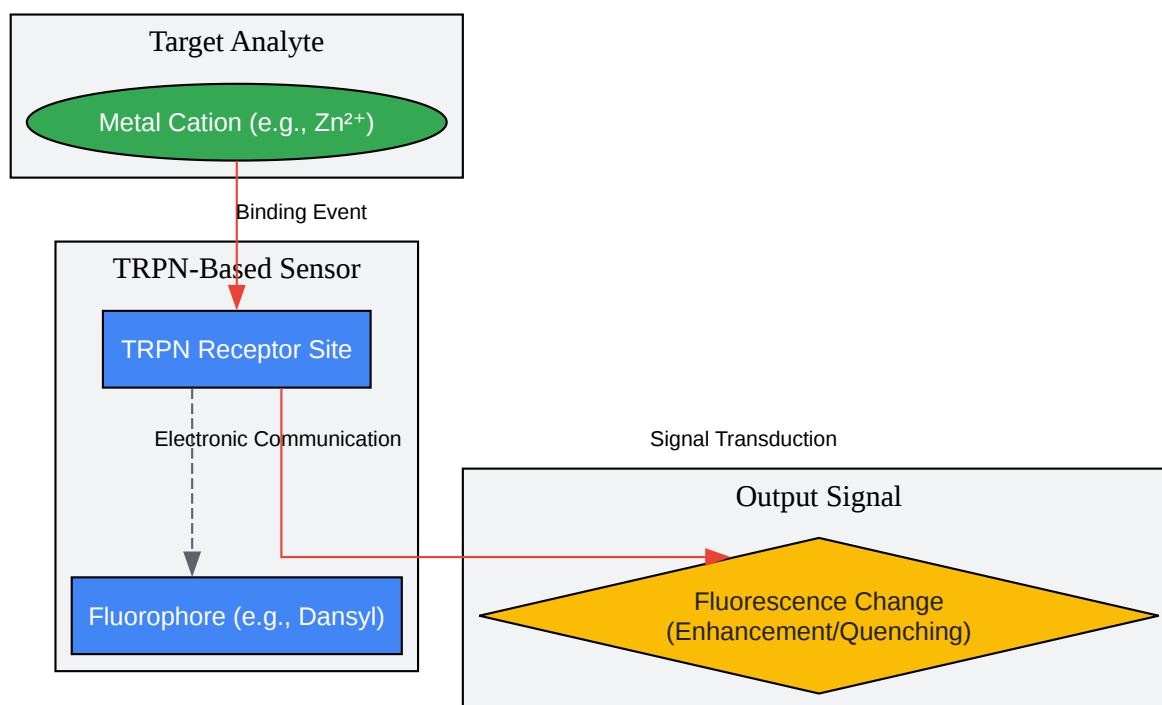 Target Analyte
Metal Cation (e.g., Zn²⁺)
Binding Event
TRPN-Based Sensor
TRPN Receptor Site
Electronic Communication
Signal Transduction
Output Signal
Fluorophore (e.g., Dansyl)
Fluorescence Change
(Enhancement/Quenching)